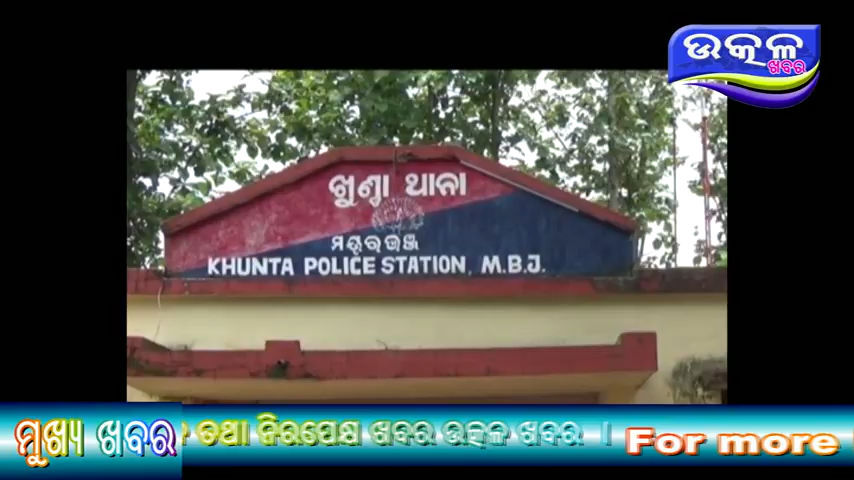 ଉତ୍କଳ
ଖବର
ଖୁଣ୍ଟା ଥାନା
ମୟୂରଭଞ୍ଜ
KHUNTA POLICE STATION, M.B.J.
ମୁଖ୍ୟ ଖବର
ତଥା ନିରପେକ୍ଷ ଖବର ଉତ୍କଳ ଖବର । For more